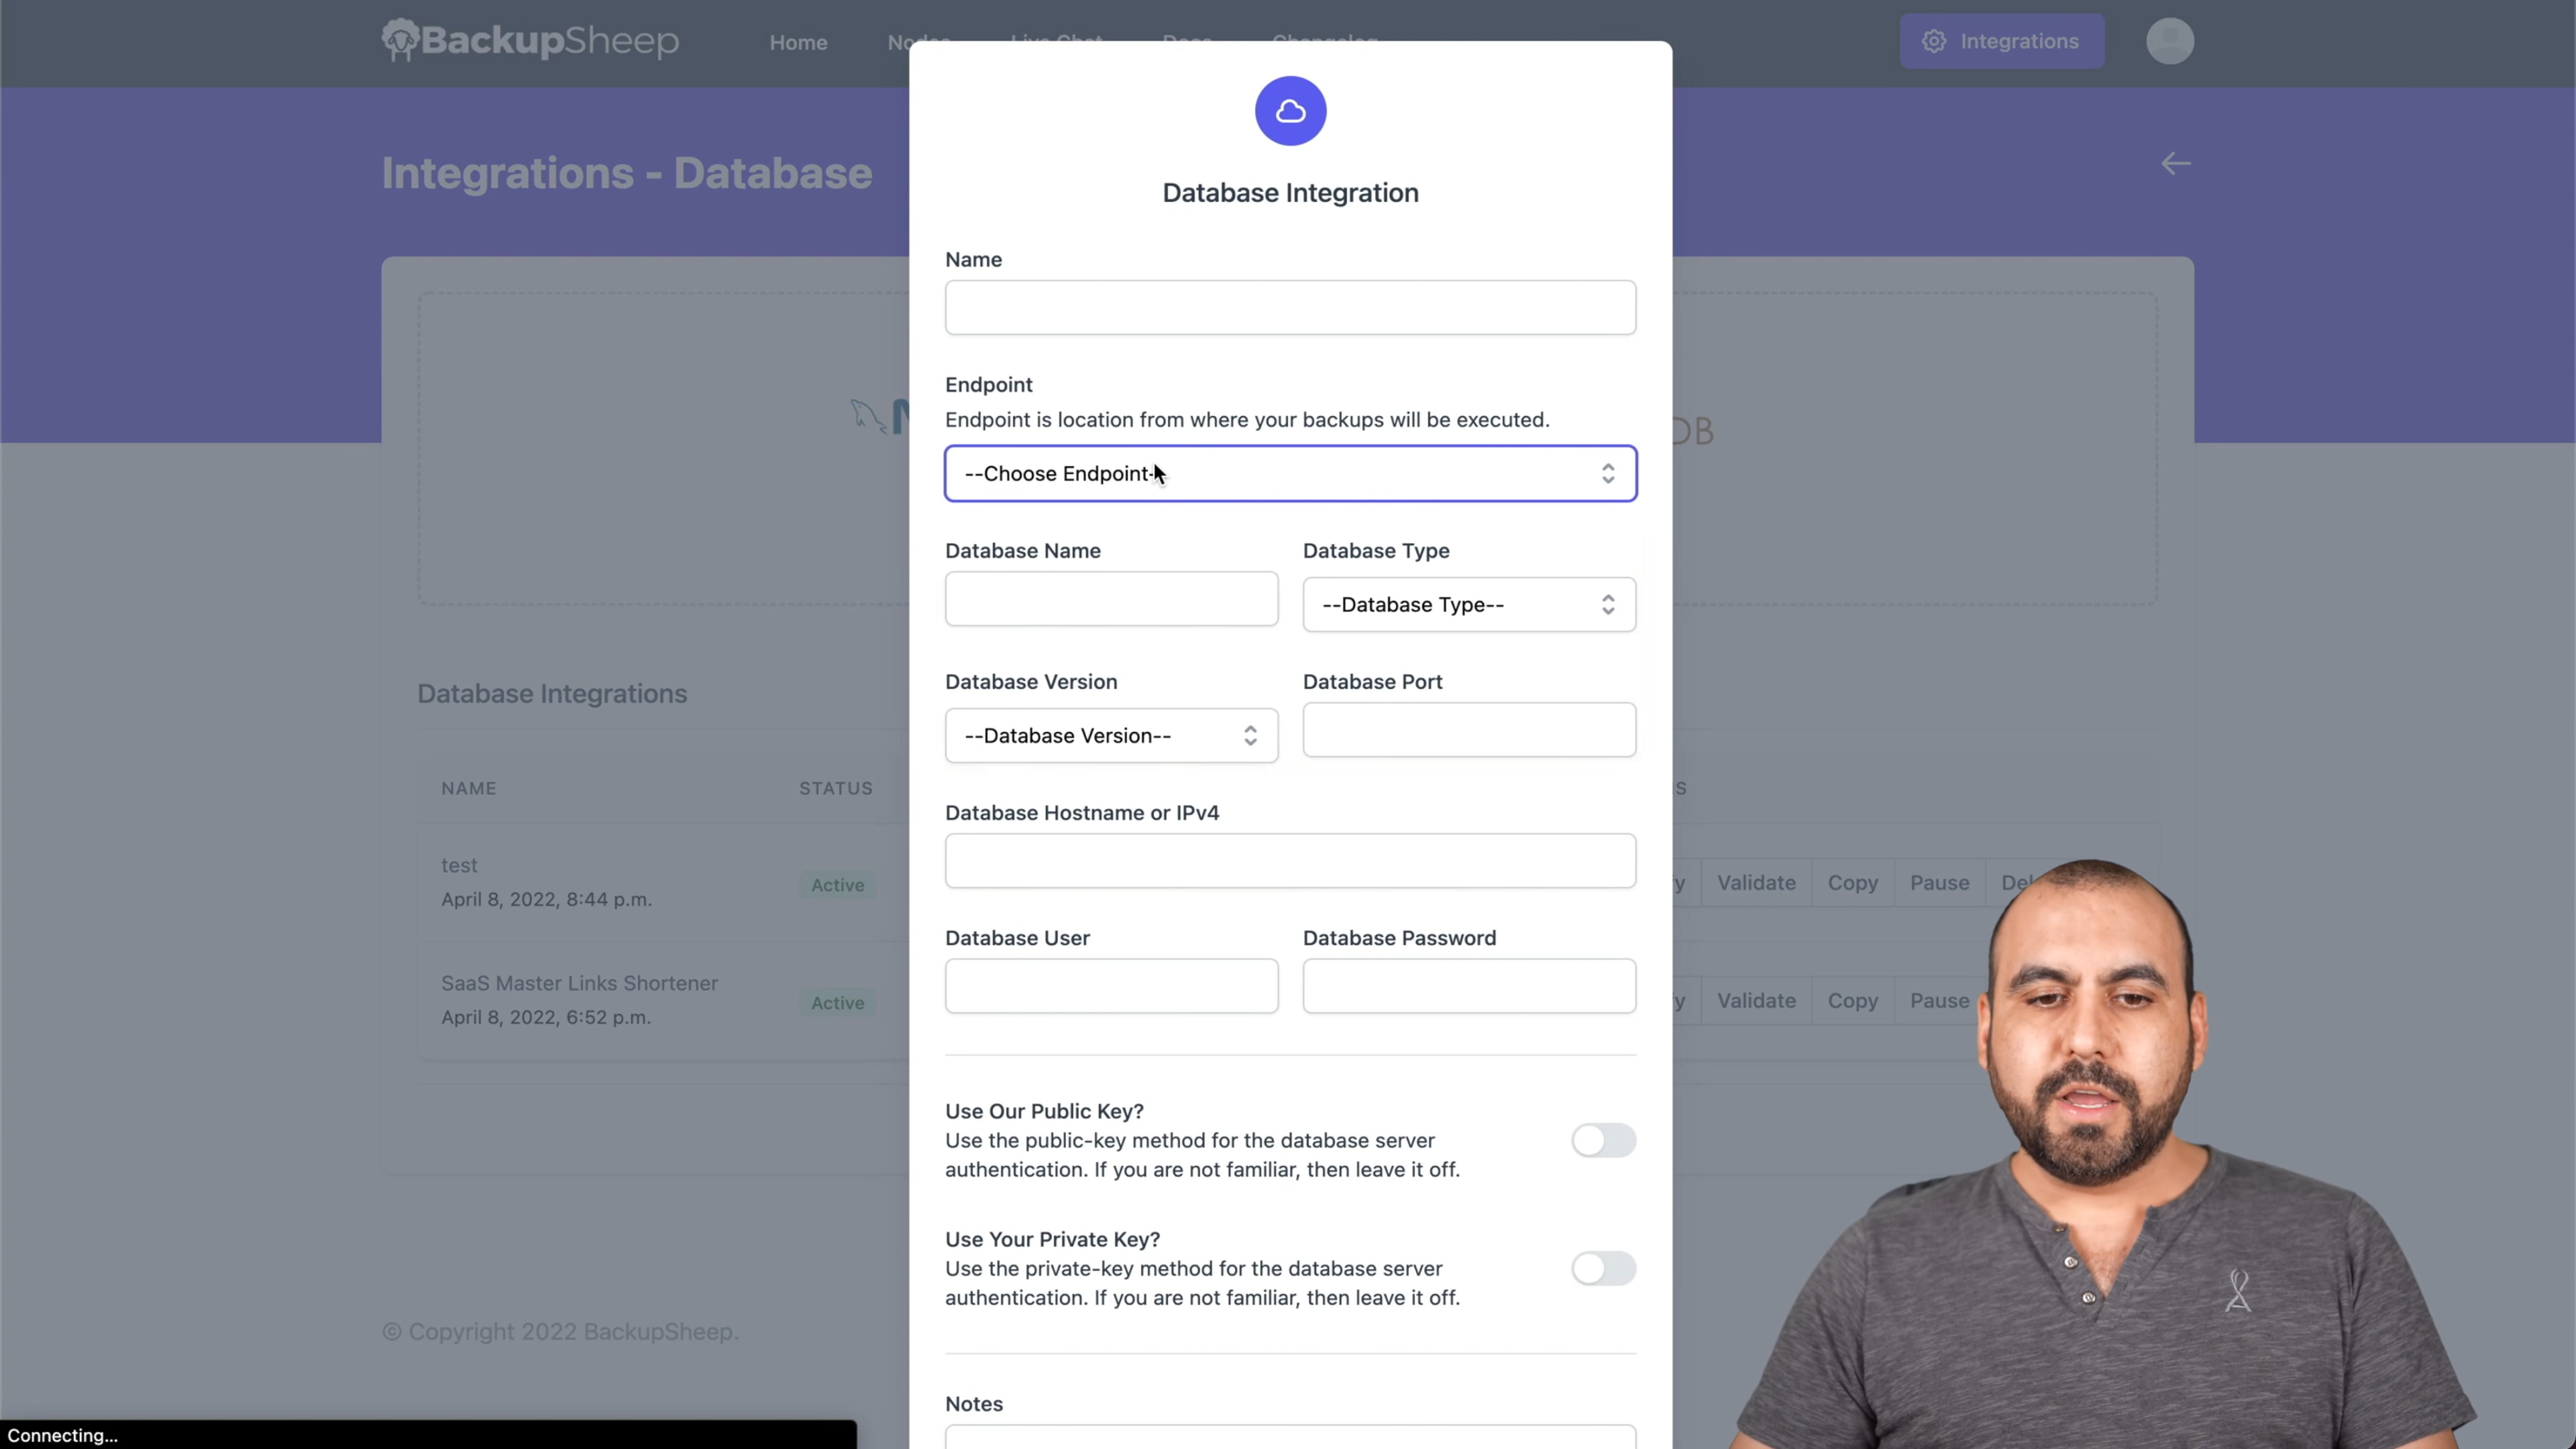 BackupSheep
Home
Nodes
Live Chat
Docs
Changelog
Integrations
Integrations - Database
Database Integration
Name
Endpoint
Endpoint is location from where your backups will be executed.
--Choose Endpoint-
Database Name
Database Type
--Database Type--
Database Version
Database Port
--Database Version--
Database Hostname or IPv4
Database User
Database Password
Use Our Public Key?
Use the public-key method for the database server
authentication. If you are not familiar, then leave it off.
Use Your Private Key?
Use the private-key method for the database server
authentication. If you are not familiar, then leave it off.
Notes
DB
Database Integrations
NAME
STATUS
S
test
April 8, 2022, 8:44 p.m.
Active
y
Validate
Copy
Pause
Del
SaaS Master Links Shortener
April 8, 2022, 6:52 p.m.
Active
y
Validate
Copy
Pause
© Copyright 2022 BackupSheep.
Connecting...